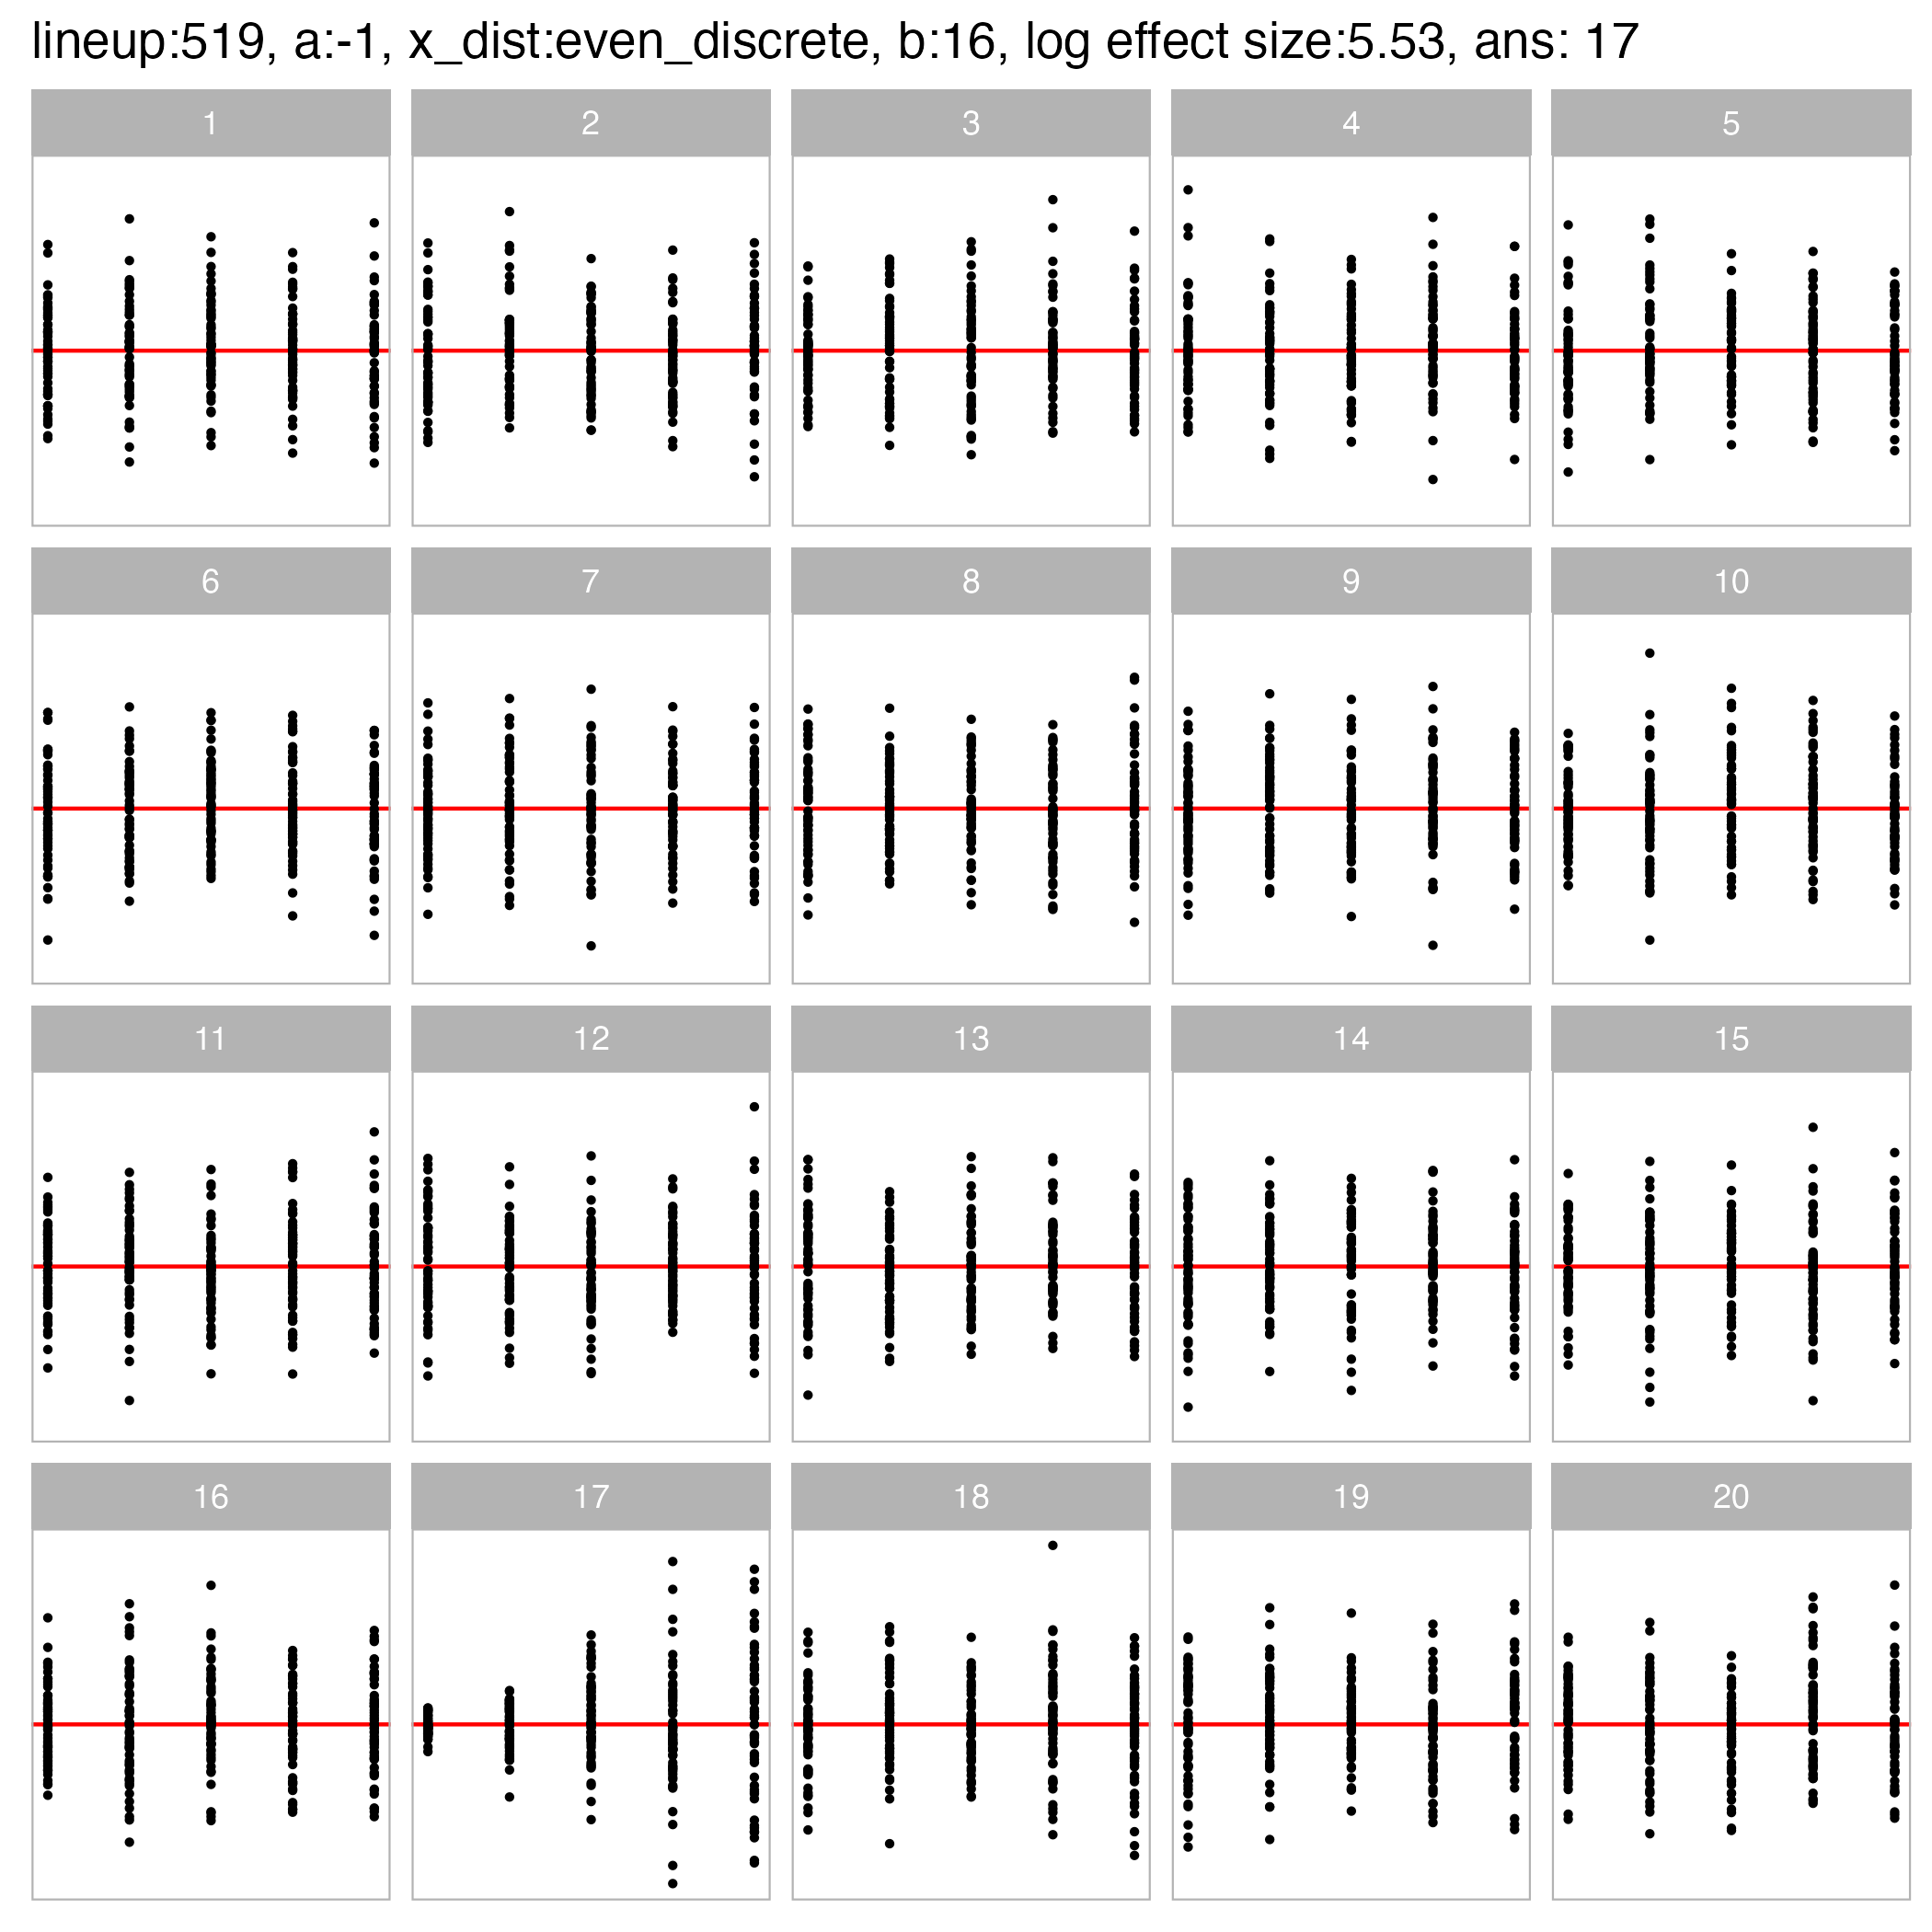 lineup:519, a:-1, x_dist:even_discrete, b:16, log effect size:5.53, ans: 17
1 2 3 4 5
6 7 8 9 10
11 12 13 14 15
16 17 18 19 20